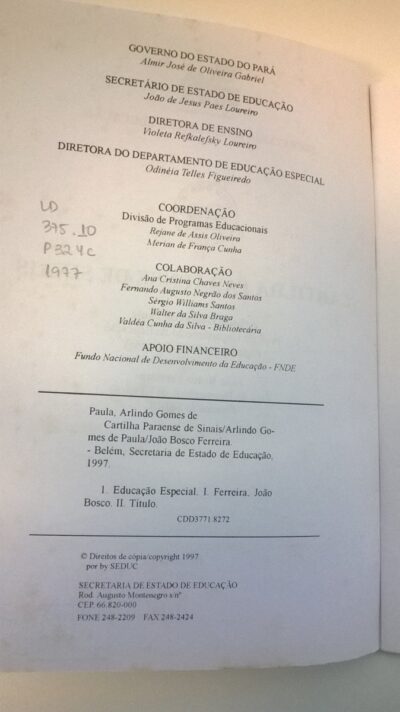 GOVERNO DO ESTADO DO PARÁ
Almir José de Oliveira Gabriel
SECRETÁRIO DE ESTADO DE EDUCAÇÃO
João de Jesus Paes Loureiro
DIRETORA DE ENSINO
Violeta Refkalefsky Loureiro
DIRETORA DO DEPARTAMENTO DE EDUCAÇÃO ESPECIAL
Odinéia Telles Figueiredo
LD
375.10
P324c
1977
COORDENAÇÃO
Divisão de Programas Educacionais
Rejane de Assis Oliveira
Merian de França Cunha
COLABORAÇÃO
Ana Cristina Chaves Neves
Fernando Augusto Negrão dos Santos
Sérgio Williams Santos
Walter da Silva Braga
Valdéa Cunha da Silva - Bibliotecária
APOIO FINANCEIRO
Fundo Nacional de Desenvolvimento da Educação - FNDE
Paula, Arlindo Gomes de
Cartilha Paraense de Sinais/Arlindo Go-
mes de Paula/João Bosco Ferreira.
- Belém, Secretaria de Estado de Educação,
1997.
1. Educação Especial. I. Ferreira, João
Bosco. II. Título.
CDD3771.8272
© Direitos de cópia/copyright 1997
por by SEDUC
SECRETARIA DE ESTADO DE EDUCAÇÃO
Rod. Augusto Montenegro s/nº
CEP. 66.820-000
FONE 248-2209 FAX 248-2424